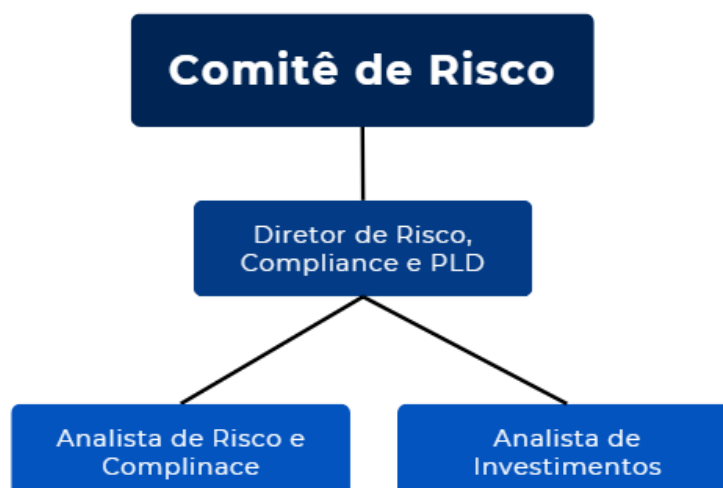 Comitê de Risco
Diretor de Risco,
Compliance e PLD
Analista de Risco e
Complinace
Analista de
Investimentos